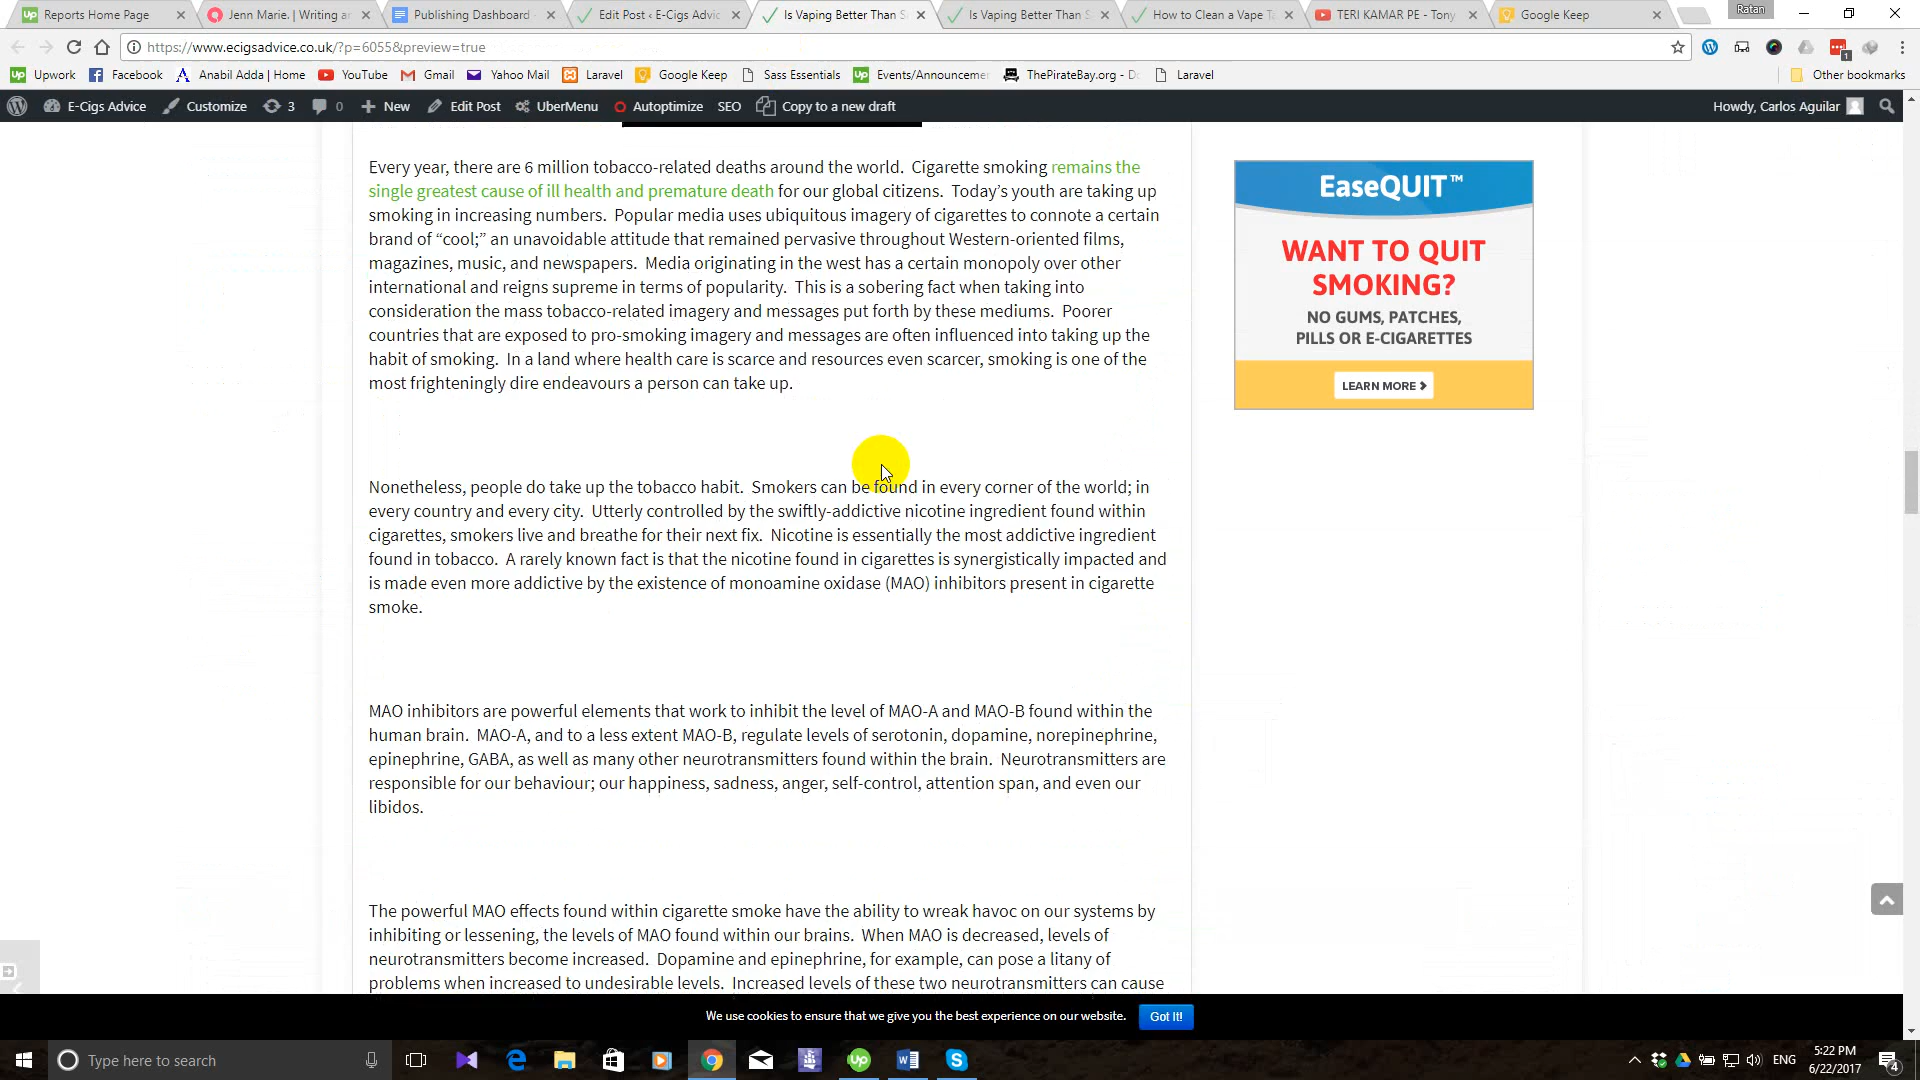 Reports Home Page
Jenn Marie. | Writing a
Publishing Dashboard
Edit Post ‹ E-Cigs Advic
Is Vaping Better Than S
Is Vaping Better Than S
How to Clean a Vape T
TERI KAMAR PE - Tony
Google Keep
Ratan
https://www.ecigsadvice.co.uk/?p=6055&preview=true
Upwork
Facebook
Anabil Adda | Home
YouTube
Gmail
Yahoo Mail
Laravel
Google Keep
Sass Essentials
Events/Announceme
ThePirateBay.org - D
Laravel
Other bookmarks
E-Cigs Advice
Customize
3
0
New
Edit Post
UberMenu
Autoptimize
SEO
Copy to a new draft
Howdy, Carlos Aguilar
Every year, there are 6 million tobacco-related deaths around the world. Cigarette smoking remains the
single greatest cause of ill health and premature death for our global citizens. Today's youth are taking up
smoking in increasing numbers. Popular media uses ubiquitous imagery of cigarettes to connote a certain
brand of “cool;” an unavoidable attitude that remained pervasive throughout Western-oriented films,
magazines, music, and newspapers. Media originating in the west has a certain monopoly over other
international and reigns supreme in terms of popularity. This is a sobering fact when taking into
consideration the mass tobacco-related imagery and messages put forth by these mediums. Poorer
countries that are exposed to pro-smoking imagery and messages are often influenced into taking up the
habit of smoking. In a land where health care is scarce and resources even scarcer, smoking is one of the
most frighteningly dire endeavours a person can take up.
EaseQUIT™
WANT TO QUIT
SMOKING?
NO GUMS, PATCHES,
PILLS OR E-CIGARETTES
LEARN MORE
Nonetheless, people do take up the tobacco habit. Smokers can be found in every corner of the world; in
every country and every city. Utterly controlled by the swiftly-addictive nicotine ingredient found within
cigarettes, smokers live and breathe for their next fix. Nicotine is essentially the most addictive ingredient
found in tobacco. A rarely known fact is that the nicotine found in cigarettes is synergistically impacted and
is made even more addictive by the existence of monoamine oxidase (MAO) inhibitors present in cigarette
smoke.
MAO inhibitors are powerful elements that work to inhibit the level of MAO-A and MAO-B found within the
human brain. MAO-A, and to a less extent MAO-B, regulate levels of serotonin, dopamine, norepinephrine,
epinephrine, GABA, as well as many other neurotransmitters found within the brain. Neurotransmitters are
responsible for our behaviour; our happiness, sadness, anger, self-control, attention span, and even our
libidos.
The powerful MAO effects found within cigarette smoke have the ability to wreak havoc on our systems by
inhibiting or lessening, the levels of MAO found within our brains. When MAO is decreased, levels of
neurotransmitters become increased. Dopamine and epinephrine, for example, can pose a litany of
problems when increased to undesirable levels. Increased levels of these two neurotransmitters can cause
We use cookies to ensure that we give you the best experience on our website.
Got It!
Type here to search
ENG
5:22 PM
6/22/2017
4